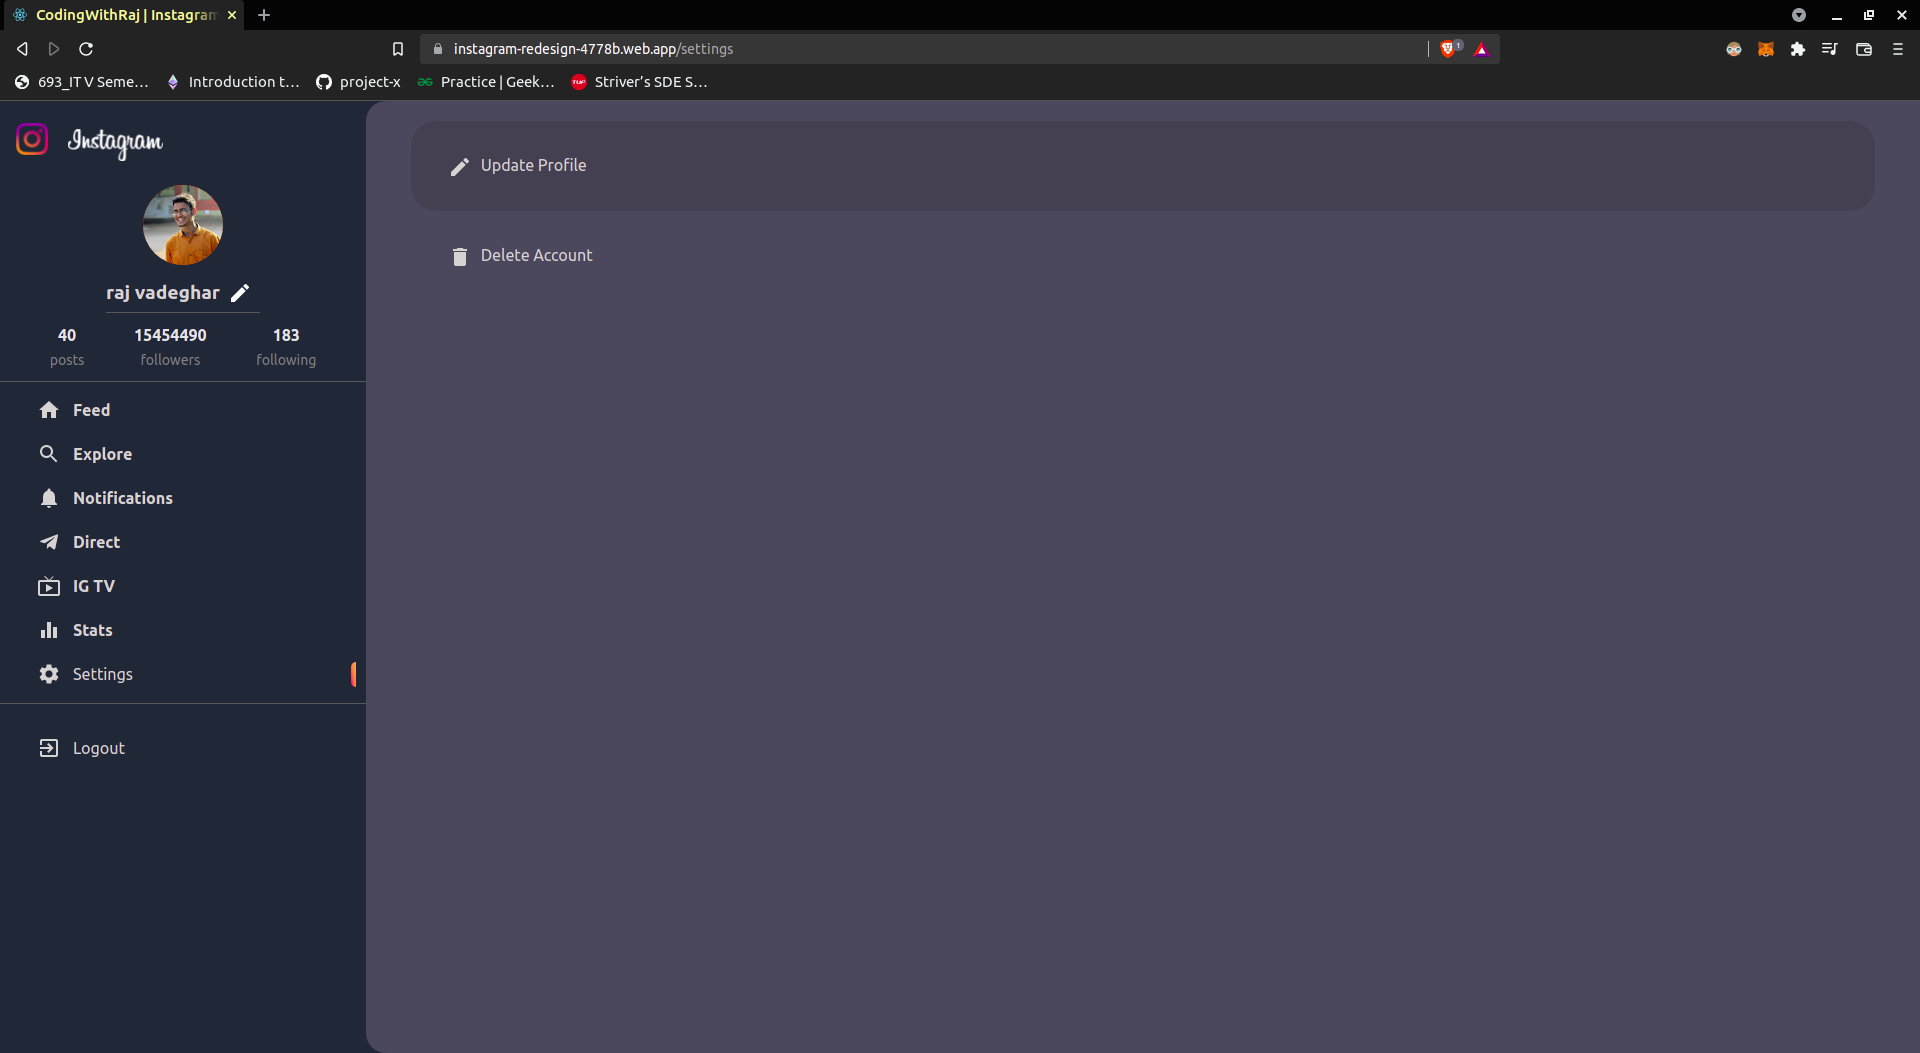 CodingWithRaj | Instagram
instagram-redesign-4778b.web.app/settings
1
693_IT V Seme…
Introduction t…
project-x
Practice | Geek…
Striver’s SDE S…
Instagram
Update Profile
Delete Account
raj vadeghar
40 15454490 183
posts followers following
Feed
Explore
Notifications
Direct
IG TV
Stats
Settings
Logout